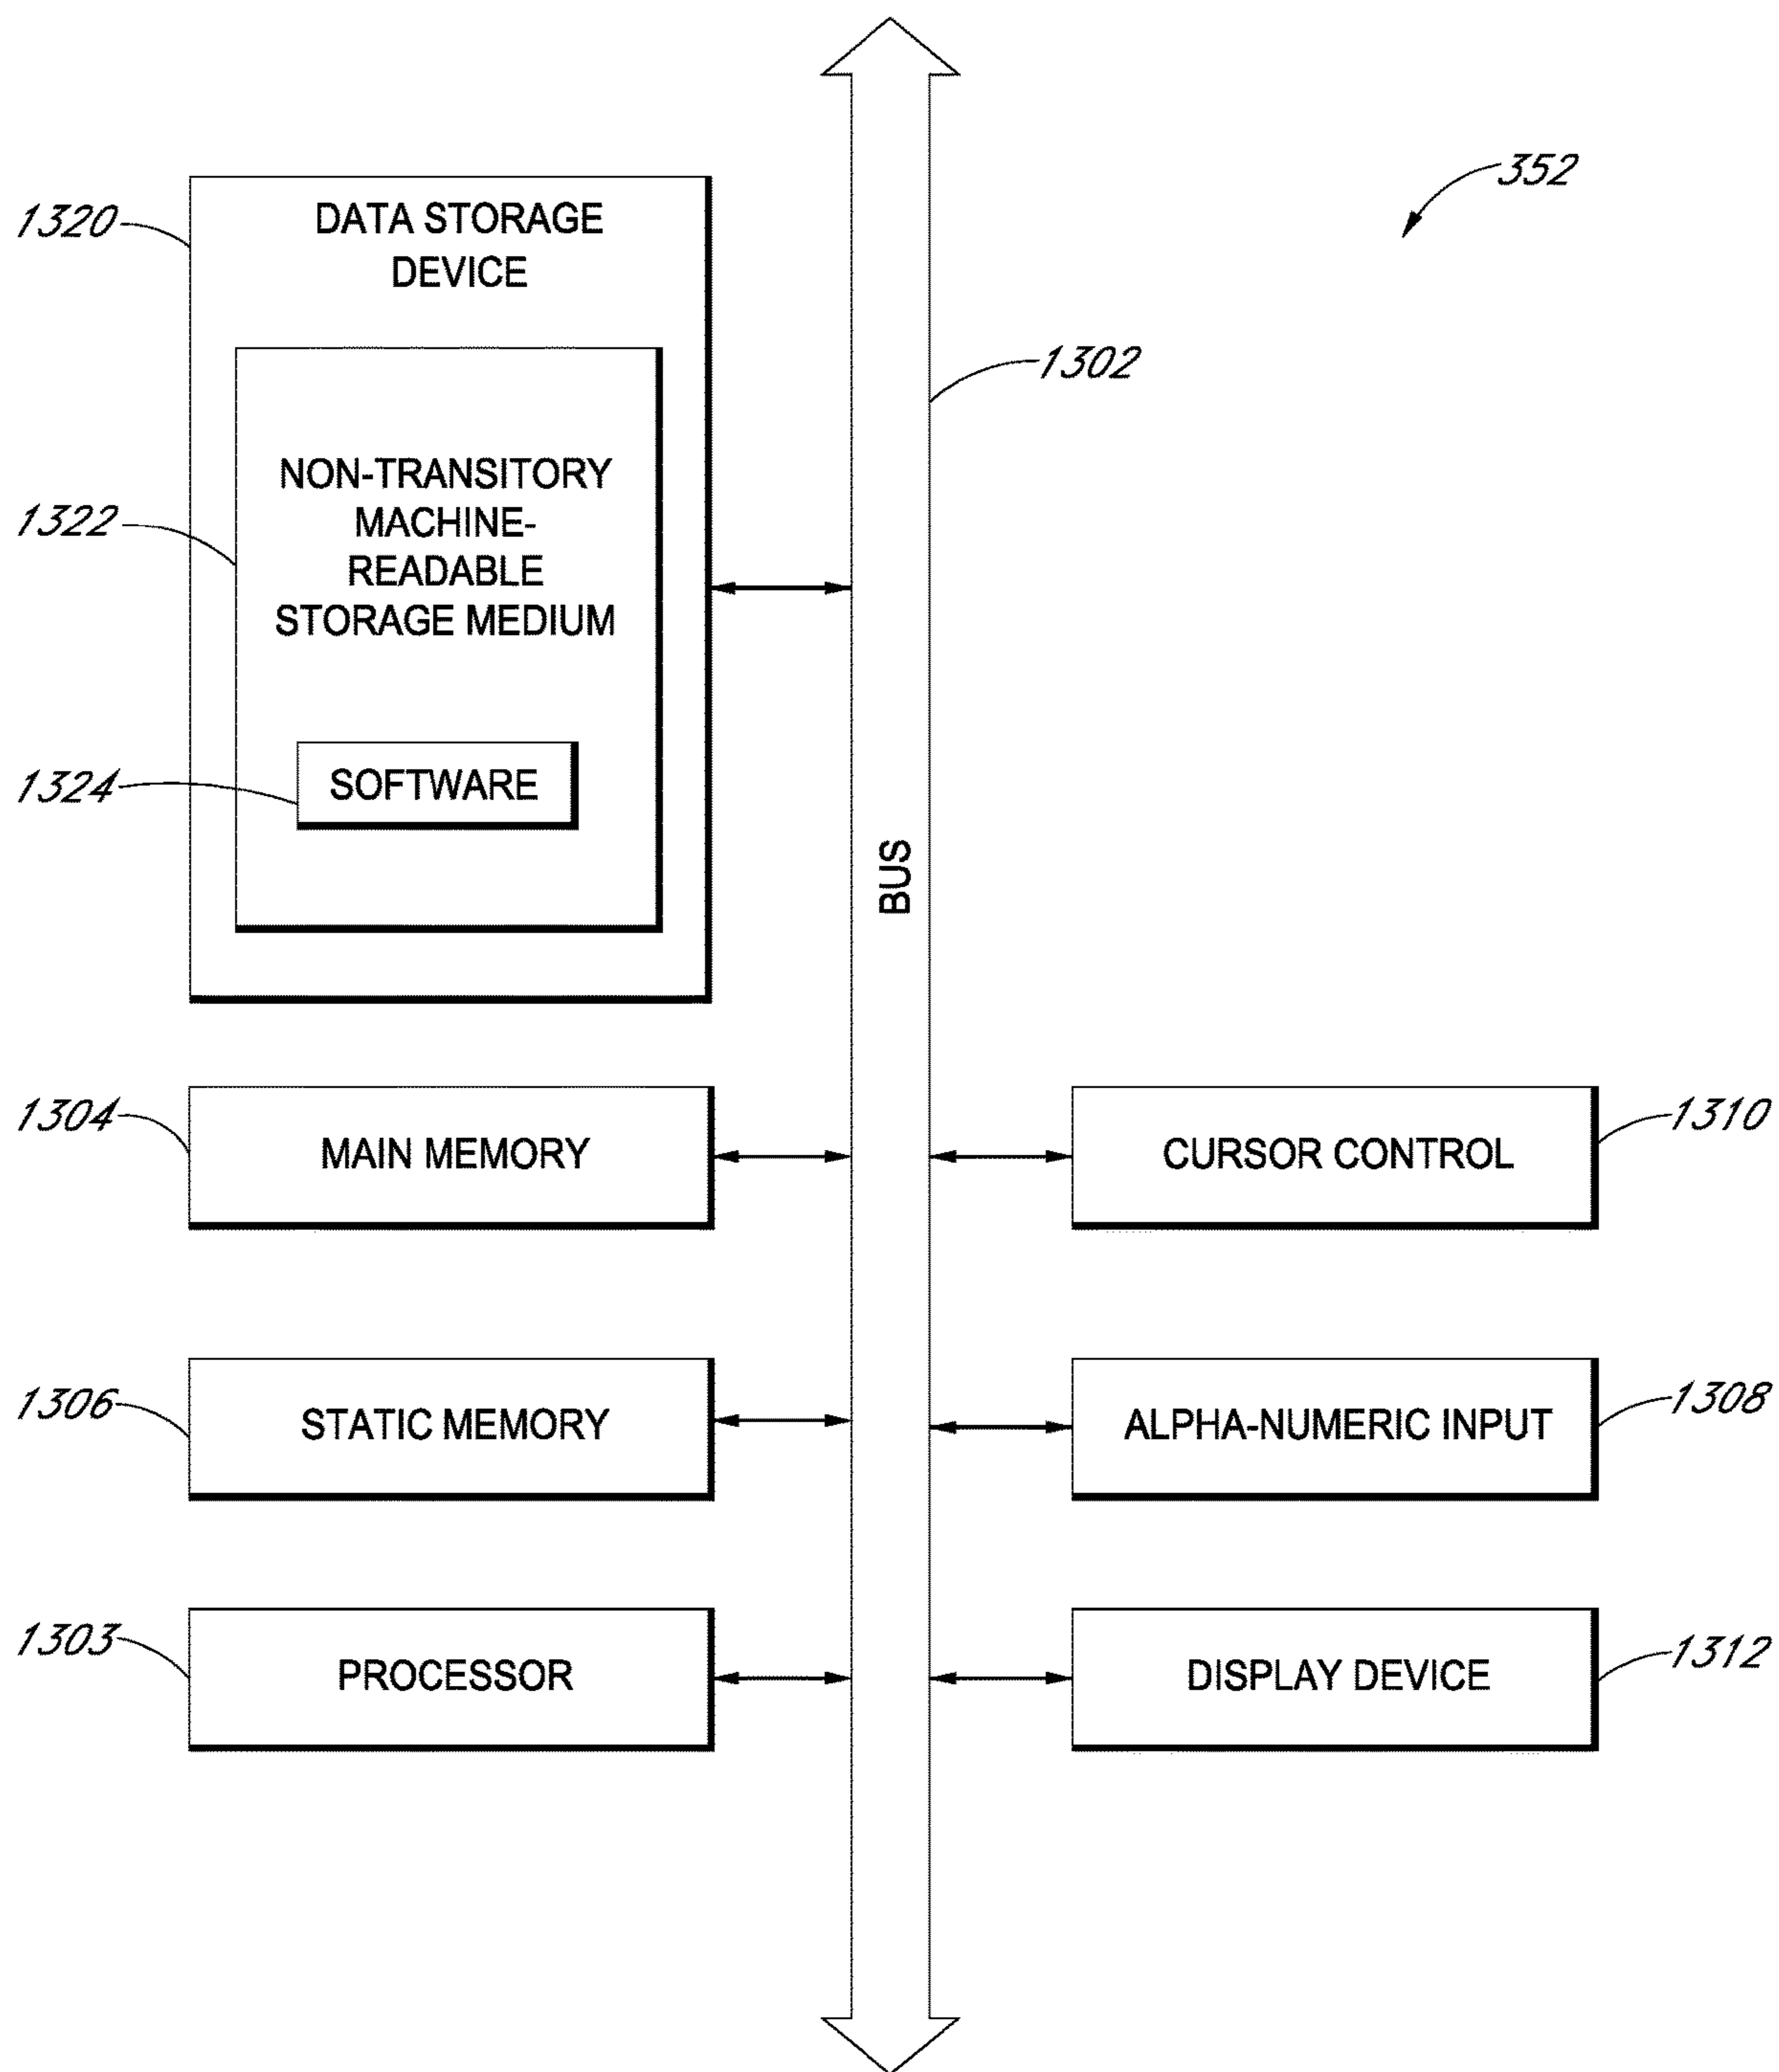 352
1320
DATA STORAGE
DEVICE
1302
NON-TRANSITORY
MACHINE-
READABLE
STORAGE MEDIUM
1322
1324
SOFTWARE
BUS
1304
MAIN MEMORY
CURSOR CONTROL
1310
1306
STATIC MEMORY
ALPHA-NUMERIC INPUT
1308
1303
PROCESSOR
DISPLAY DEVICE
1312